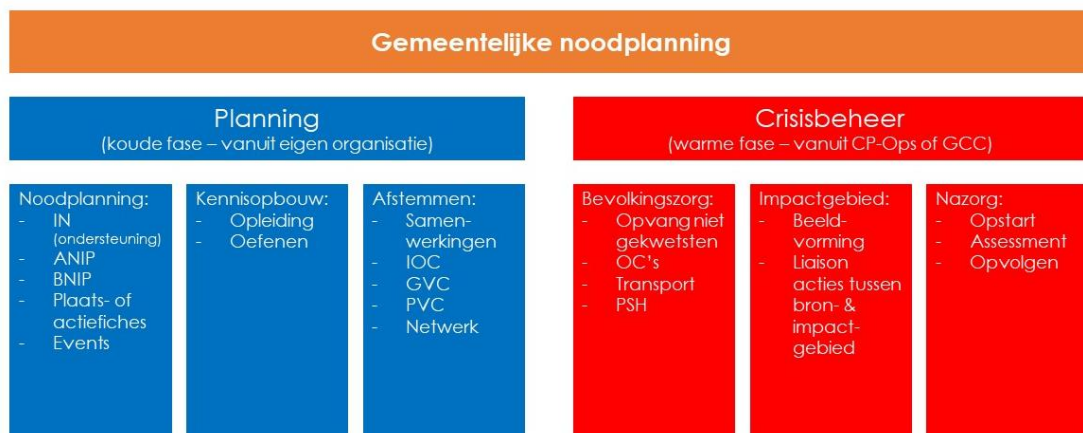 Gemeentelijke noodplanning
Planning
(koude fase – vanuit eigen organisatie)
Noodplanning:
- IN
(ondersteuning)
- ANIP
- BNIP
- Plaats- of
actiefiches
- Events
Kennisopbouw:
- Opleiding
- Oefenen
Afstemmen:
- Samen-
werkingen
- IOC
- GVC
- PVC
- Netwerk
Crisisbeheer
(warme fase – vanuit CP-Ops of GCC)
Bevolkingszorg:
- Opvang niet
gekwetsten
- OC's
- Transport
- PSH
Impactgebied:
- Beeld-
vorming
- Liaison
acties tussen
bron- &
impact-
gebied
Nazorg:
- Opstart
- Assessment
- Opvolgen